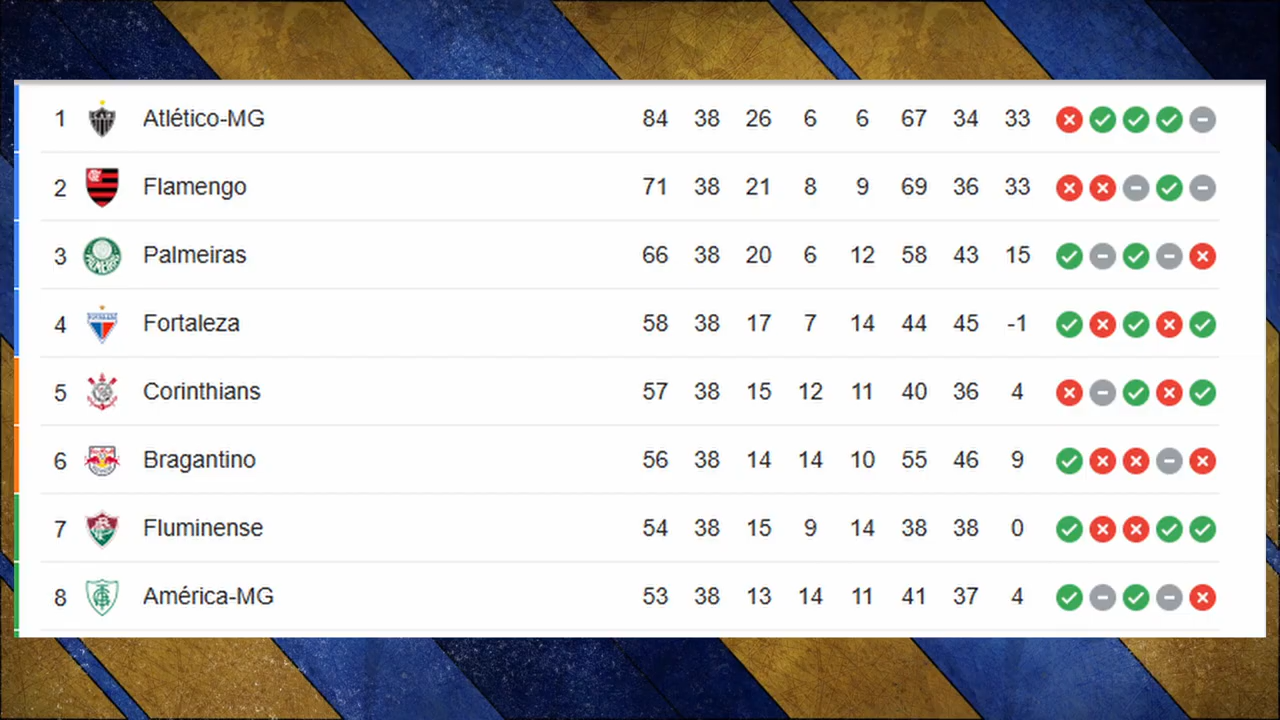 1 Atlético-MG 84 38 26 6 6 67 34 33
2 Flamengo 71 38 21 8 9 69 36 33
3 Palmeiras 66 38 20 6 12 58 43 15
4 Fortaleza 58 38 17 7 14 44 45 -1
5 Corinthians 57 38 15 12 11 40 36 4
6 Bragantino 56 38 14 14 10 55 46 9
7 Fluminense 54 38 15 9 14 38 38 0
8 América-MG 53 38 13 14 11 41 37 4